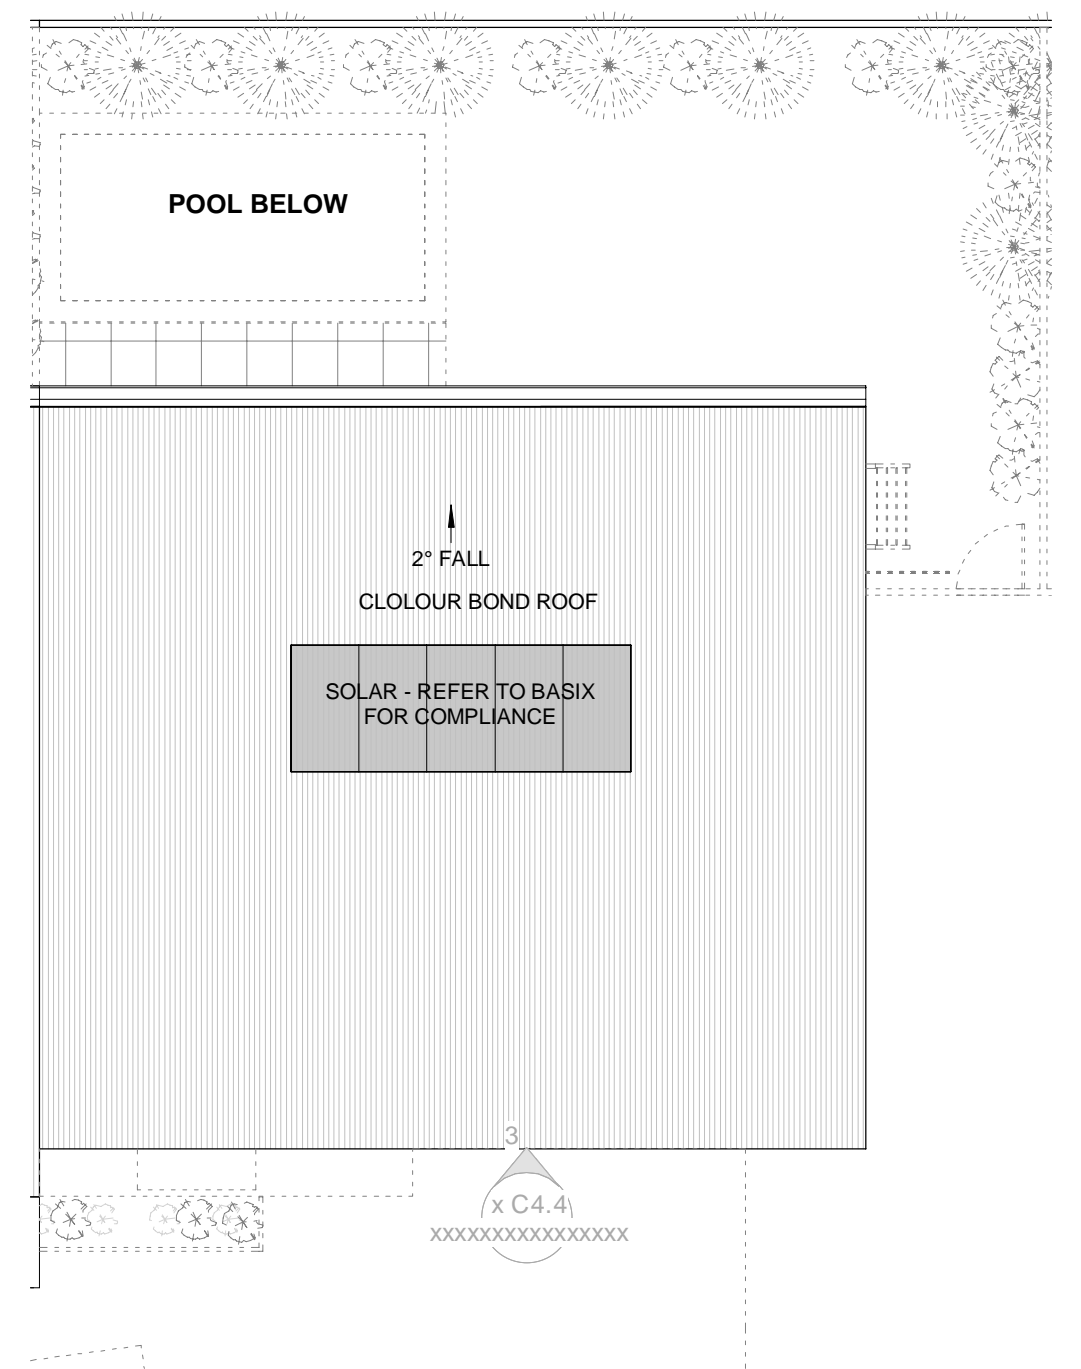 POOL BELOW
2° FALL
CLOLOUR BOND ROOF
SOLAR - REFER TO BASIX
FOR COMPLIANCE
3
x C4.4
xxxxxxxxxxxxxxxx